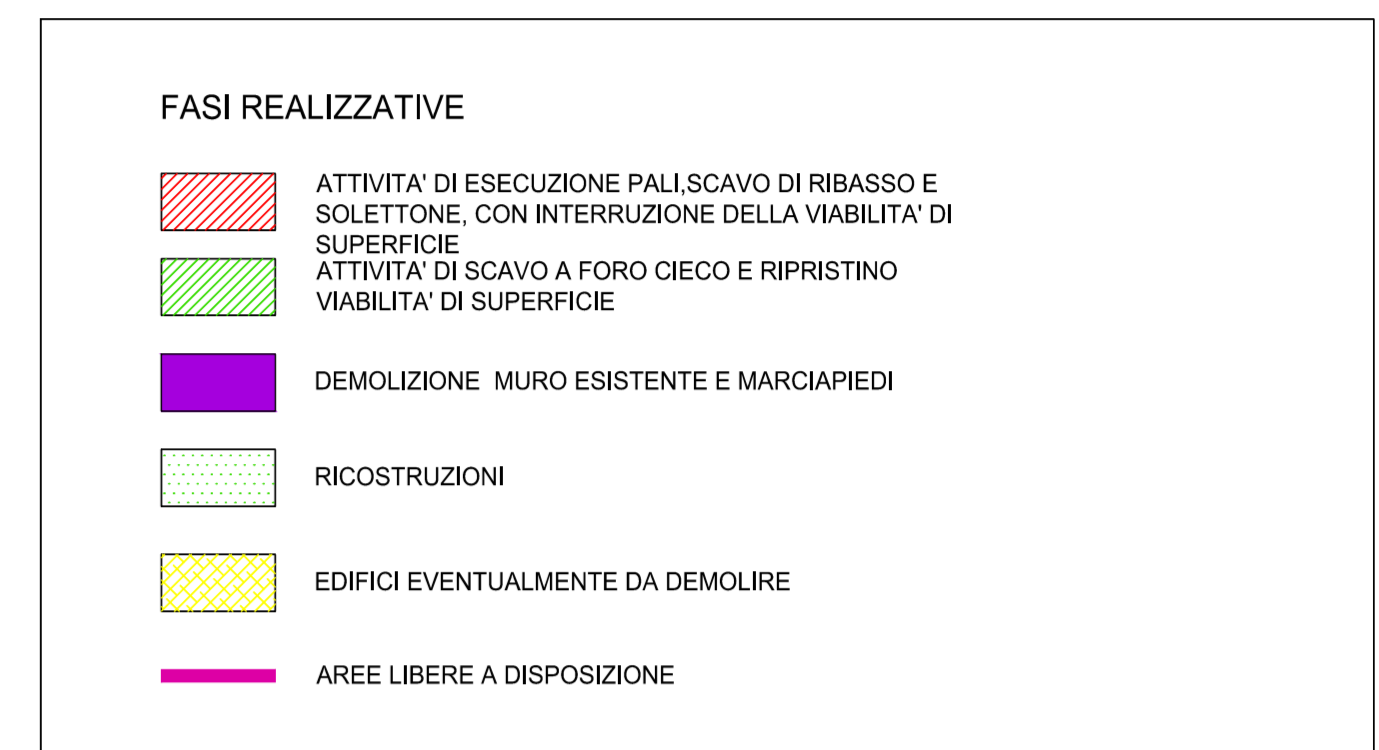 FASI REALIZZATIVE
ATTIVITA' DI ESECUZIONE PALI,SCAVO DI RIBASSO E
SOLETTONE, CON INTERRUZIONE DELLA VIABILITA' DI
SUPERFICIE
ATTIVITA' DI SCAVO A FORO CIECO E RIPRISTINO
VIABILITA' DI SUPERFICIE
DEMOLIZIONE  MURO ESISTENTE E MARCIAPIEDI
RICOSTRUZIONI
EDIFICI EVENTUALMENTE DA DEMOLIRE
AREE LIBERE A DISPOSIZIONE